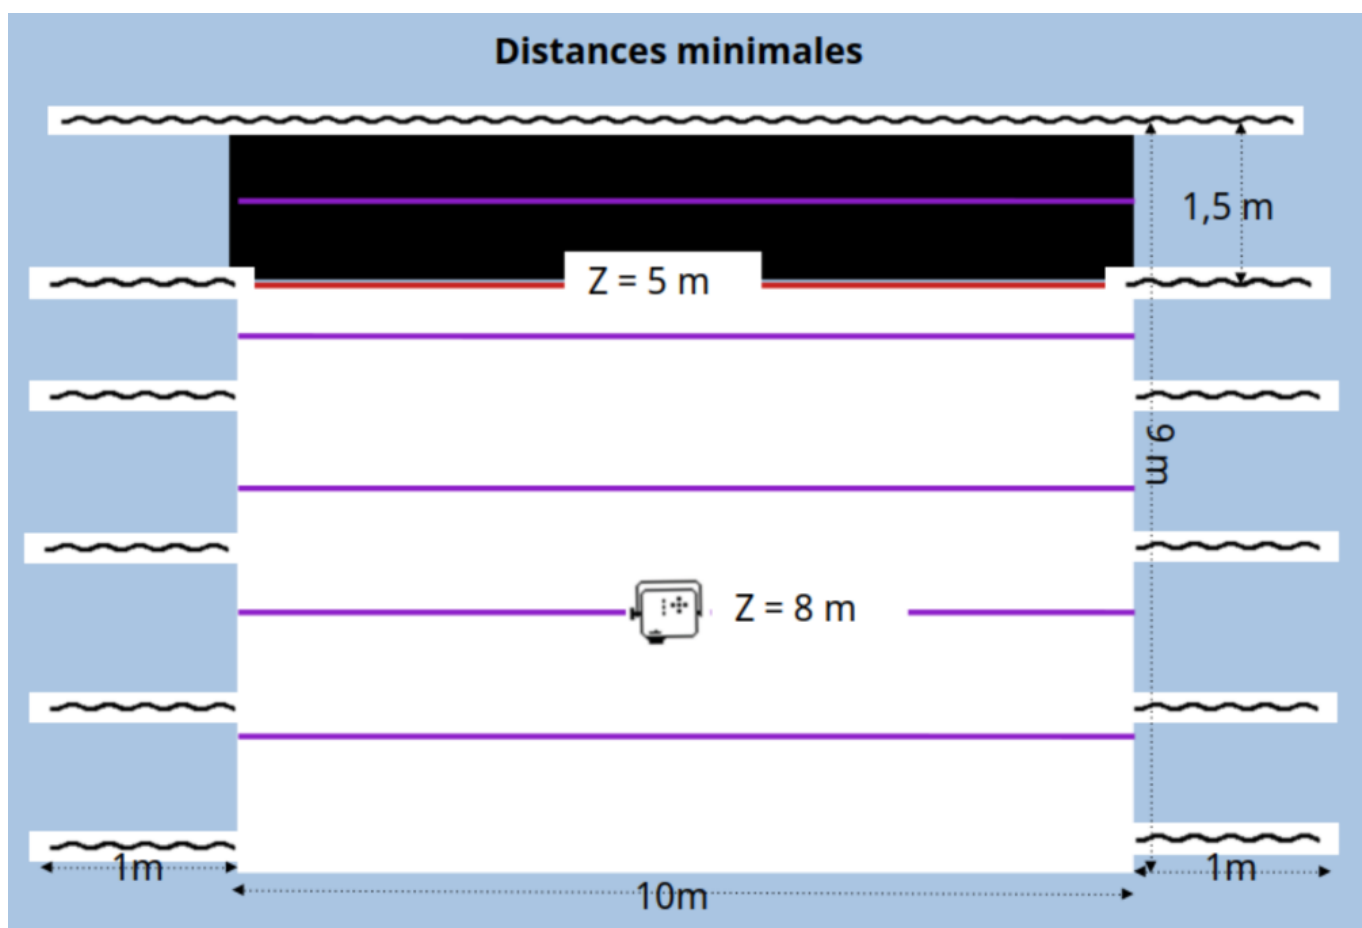 Distances minimales
1,5 m
Z = 5 m
9 m
Z = 8 m
1m
1m
10m